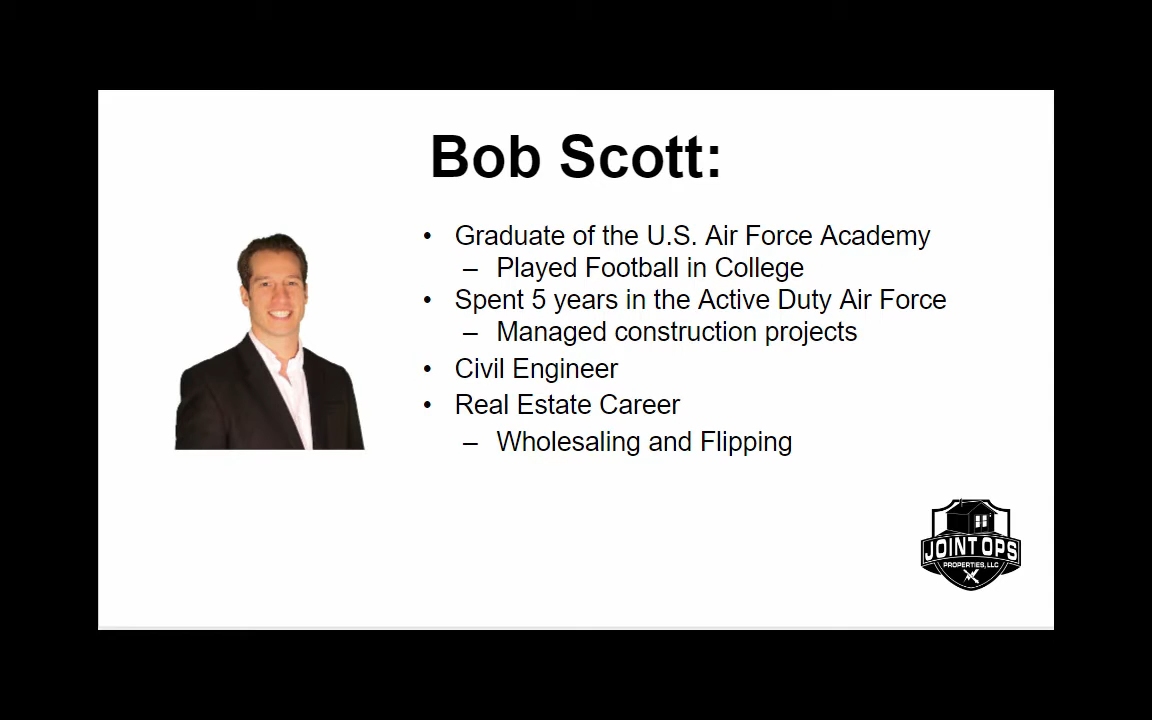 Bob Scott:
• Graduate of the U.S. Air Force Academy
– Played Football in College
• Spent 5 years in the Active Duty Air Force
– Managed construction projects
• Civil Engineer
• Real Estate Career
– Wholesaling and Flipping
JOINT OPS
PROPERTIES, LLC